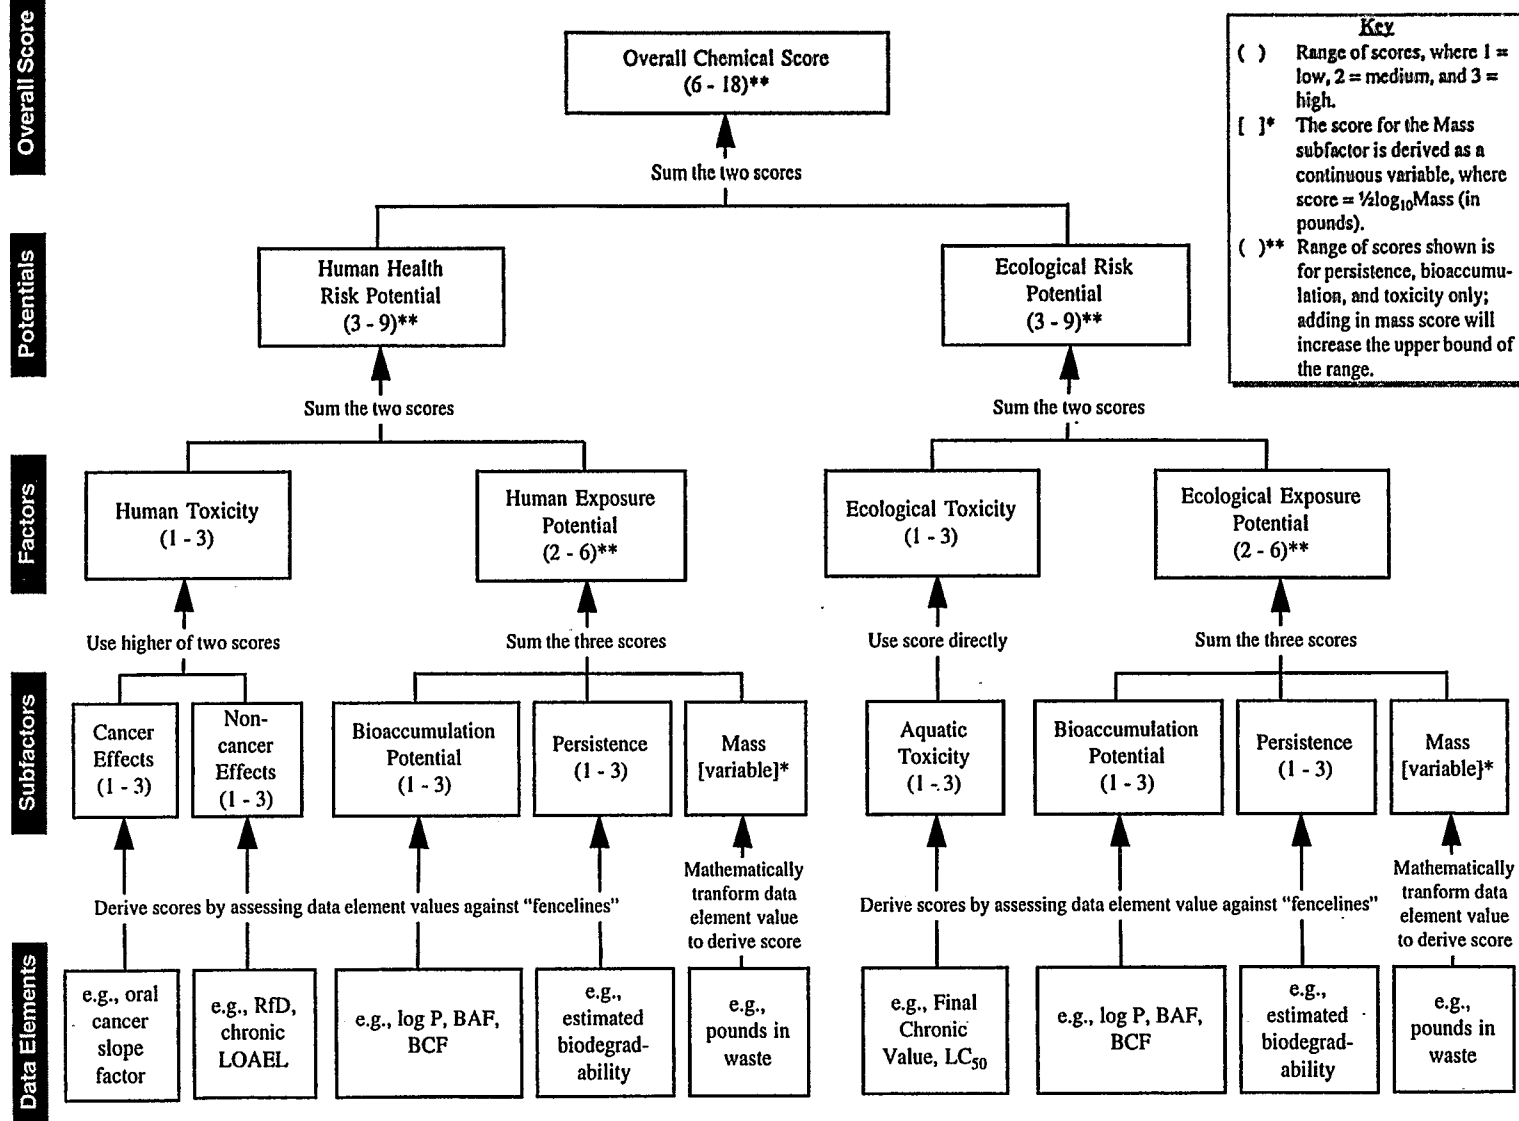 Overall Score
Overall Chemical Score
(6 - 18)**
Key
( ) Range of scores, where 1 =
low, 2 = medium, and 3 =
high.
[ ]* The score for the Mass
subfactor is derived as a
continuous variable, where
score = ½log10Mass (in
pounds).
( )** Range of scores shown is
for persistence, bioaccumu-
lation, and toxicity only;
adding in mass score will
increase the upper bound of
the range.
Sum the two scores
Potentials
Human Health
Risk Potential
(3 - 9)**
Ecological Risk
Potential
(3 - 9)**
Sum the two scores
Sum the two scores
Factors
Human Toxicity
(1 - 3)
Human Exposure
Potential
(2 - 6)**
Ecological Toxicity
(1 - 3)
Ecological Exposure
Potential
(2 - 6)**
Use higher of two scores
Sum the three scores
Use score directly
Sum the three scores
Subfactors
Cancer
Effects
(1 - 3)
Non-
cancer
Effects
(1 - 3)
Bioaccumulation
Potential
(1 - 3)
Persistence
(1 - 3)
Mass
[variable]*
Aquatic
Toxicity
(1 - 3)
Bioaccumulation
Potential
(1 - 3)
Persistence
(1 - 3)
Mass
[variable]*
Derive scores by assessing data element values against "fencelines"
Mathematically
tranform data
element value
to derive score
Derive scores by assessing data element value against "fencelines"
Mathematically
tranform data
element value
to derive score
Data Elements
e.g., oral
cancer
slope
factor
e.g., RfD,
chronic
LOAEL
e.g., log P, BAF,
BCF
e.g.,
estimated
biodegrad-
ability
e.g.,
pounds in
waste
e.g., Final
Chronic
Value, LC50
e.g., log P, BAF,
BCF
e.g.,
estimated
biodegrad-
ability
e.g.,
pounds in
waste